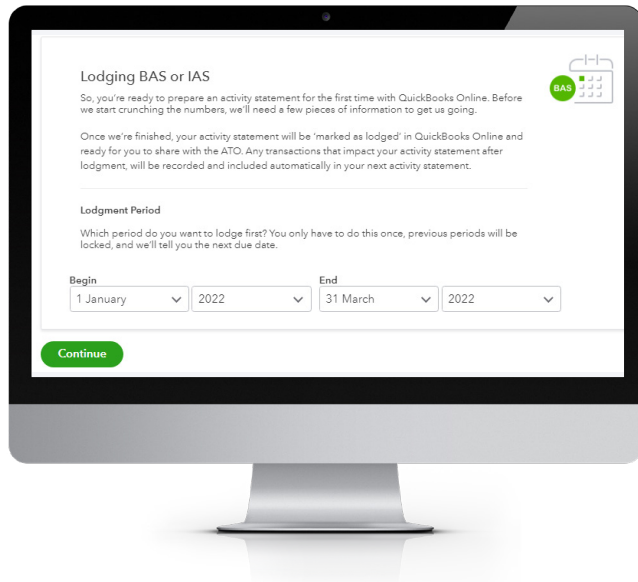 Lodging BAS or IAS
BAS
So, you're ready to prepare an activity statement for the first time with QuickBooks Online. Before
we start crunching the numbers, we'll need a few pieces of information to get us going.
Once we're finished, your activity statement will be 'marked as lodged' in QuickBooks Online and
ready for you to share with the ATO. Any transactions that impact your activity statement after
lodgment, will be recorded and included automatically in your next activity statement.
Lodgment Period
Which period do you want to lodge first? You only have to do this once, previous periods will be
locked, and we'll tell you the next due date.
Begin End
1 January 2022 31 March 2022
Continue